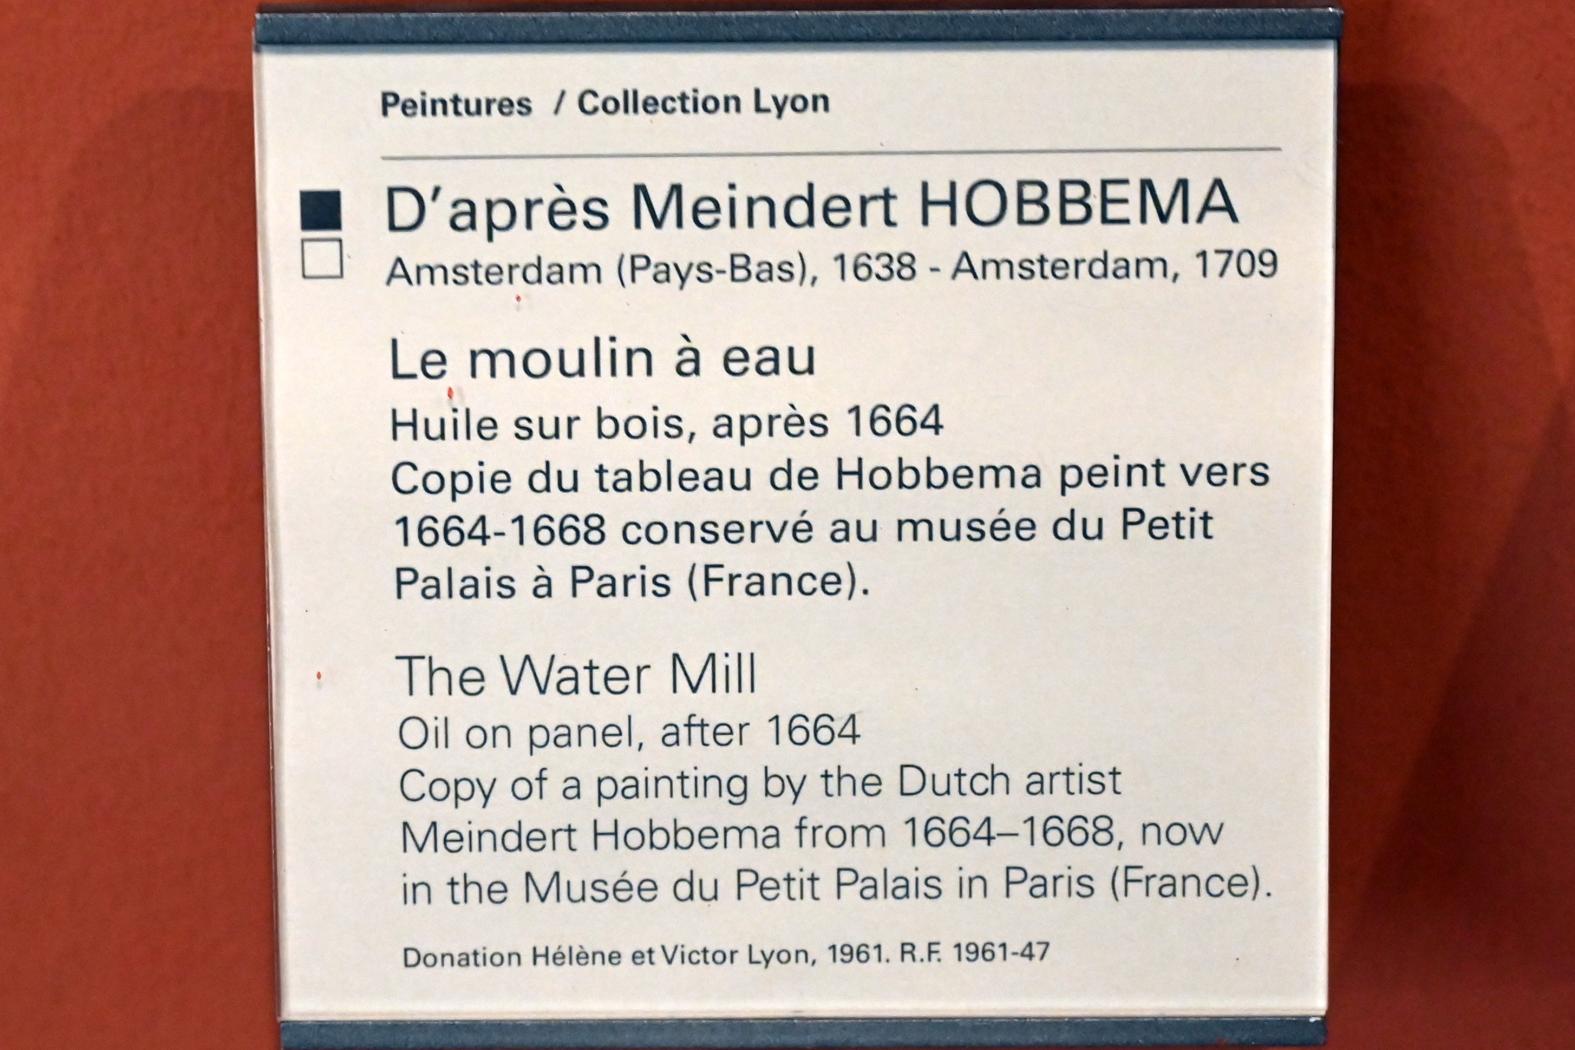 Peintures / Collection Lyon
D'après Meindert HOBBEMA
Amsterdam (Pays-Bas), 1638 - Amsterdam, 1709
Le moulin à eau
Huile sur bois, après 1664
Copie du tableau de Hobbema peint vers
1664-1668 conservé au musée du Petit
Palais à Paris (France).
The Water Mill
Oil on panel, after 1664
Copy of a painting by the Dutch artist
Meindert Hobbema from 1664–1668, now
in the Musée du Petit Palais in Paris (France).
Donation Hélène et Victor Lyon, 1961. R.F. 1961-47